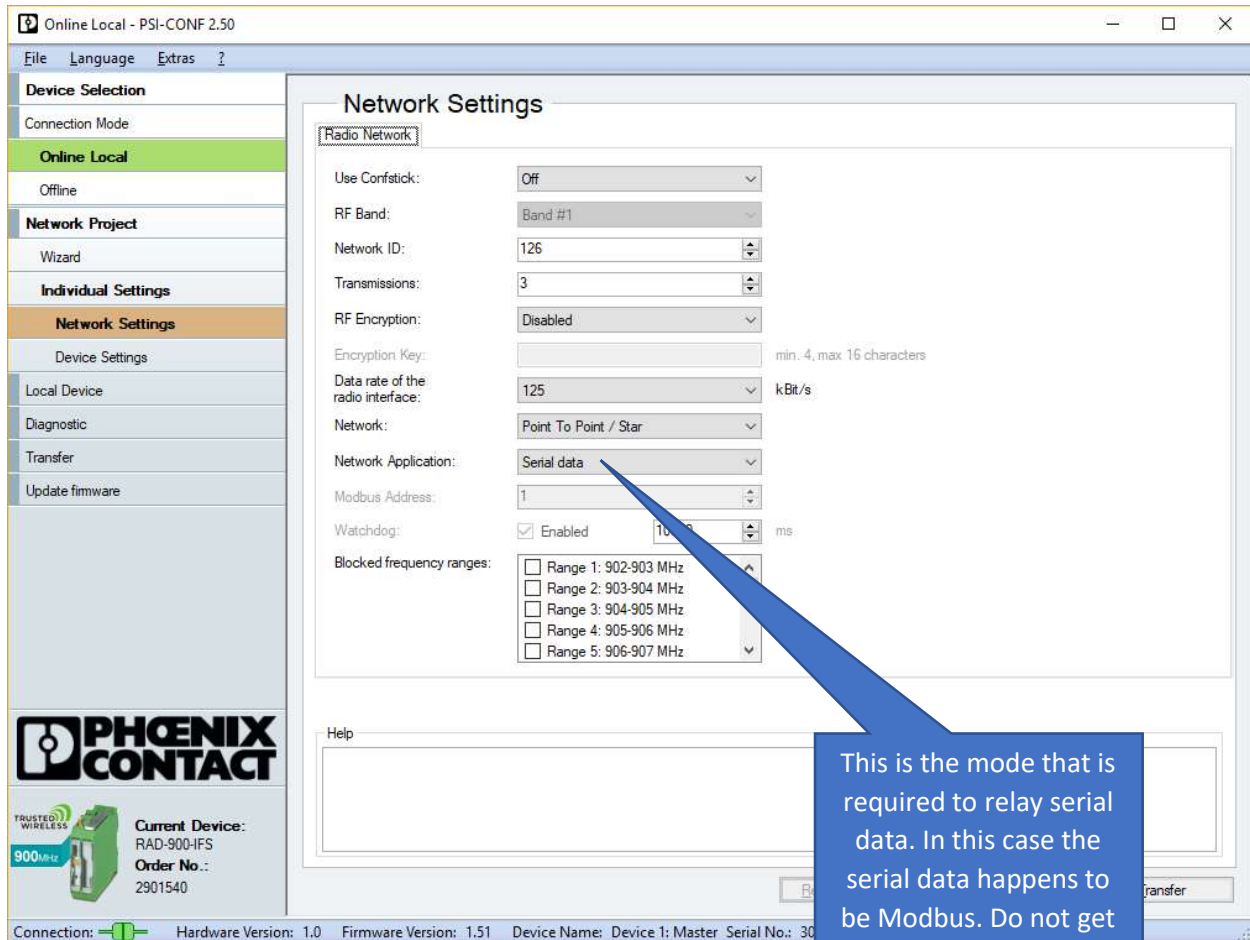 Online Local - PSI-CONF 2.50
File Language Extras ?
Device Selection
Connection Mode
Online Local
Offline
Network Project
Wizard
Individual Settings
Network Settings
Device Settings
Local Device
Diagnostic
Transfer
Update firmware
PHŒNIX
CONTACT
TRUSTED
WIRELESS
900MHz
Current Device:
RAD-900-IFS
Order No.:
2901540
Network Settings
Radio Network
Use Confstick: Off
RF Band: Band #1
Network ID: 126
Transmissions: 3
RF Encryption: Disabled
Encryption Key: min. 4, max 16 characters
Data rate of the
radio interface: 125 kBit/s
Network: Point To Point / Star
Network Application: Serial data
Modbus Address: 1
Watchdog: Enabled ms
Blocked frequency ranges:
Range 1: 902-903 MHz
Range 2: 903-904 MHz
Range 3: 904-905 MHz
Range 4: 905-906 MHz
Range 5: 906-907 MHz
Help
This is the mode that is
required to relay serial
data. In this case the
serial data happens to
be Modbus. Do not get
Transfer
Connection: Hardware Version: 1.0 Firmware Version: 1.51 Device Name: Device 1: Master Serial No.: 30